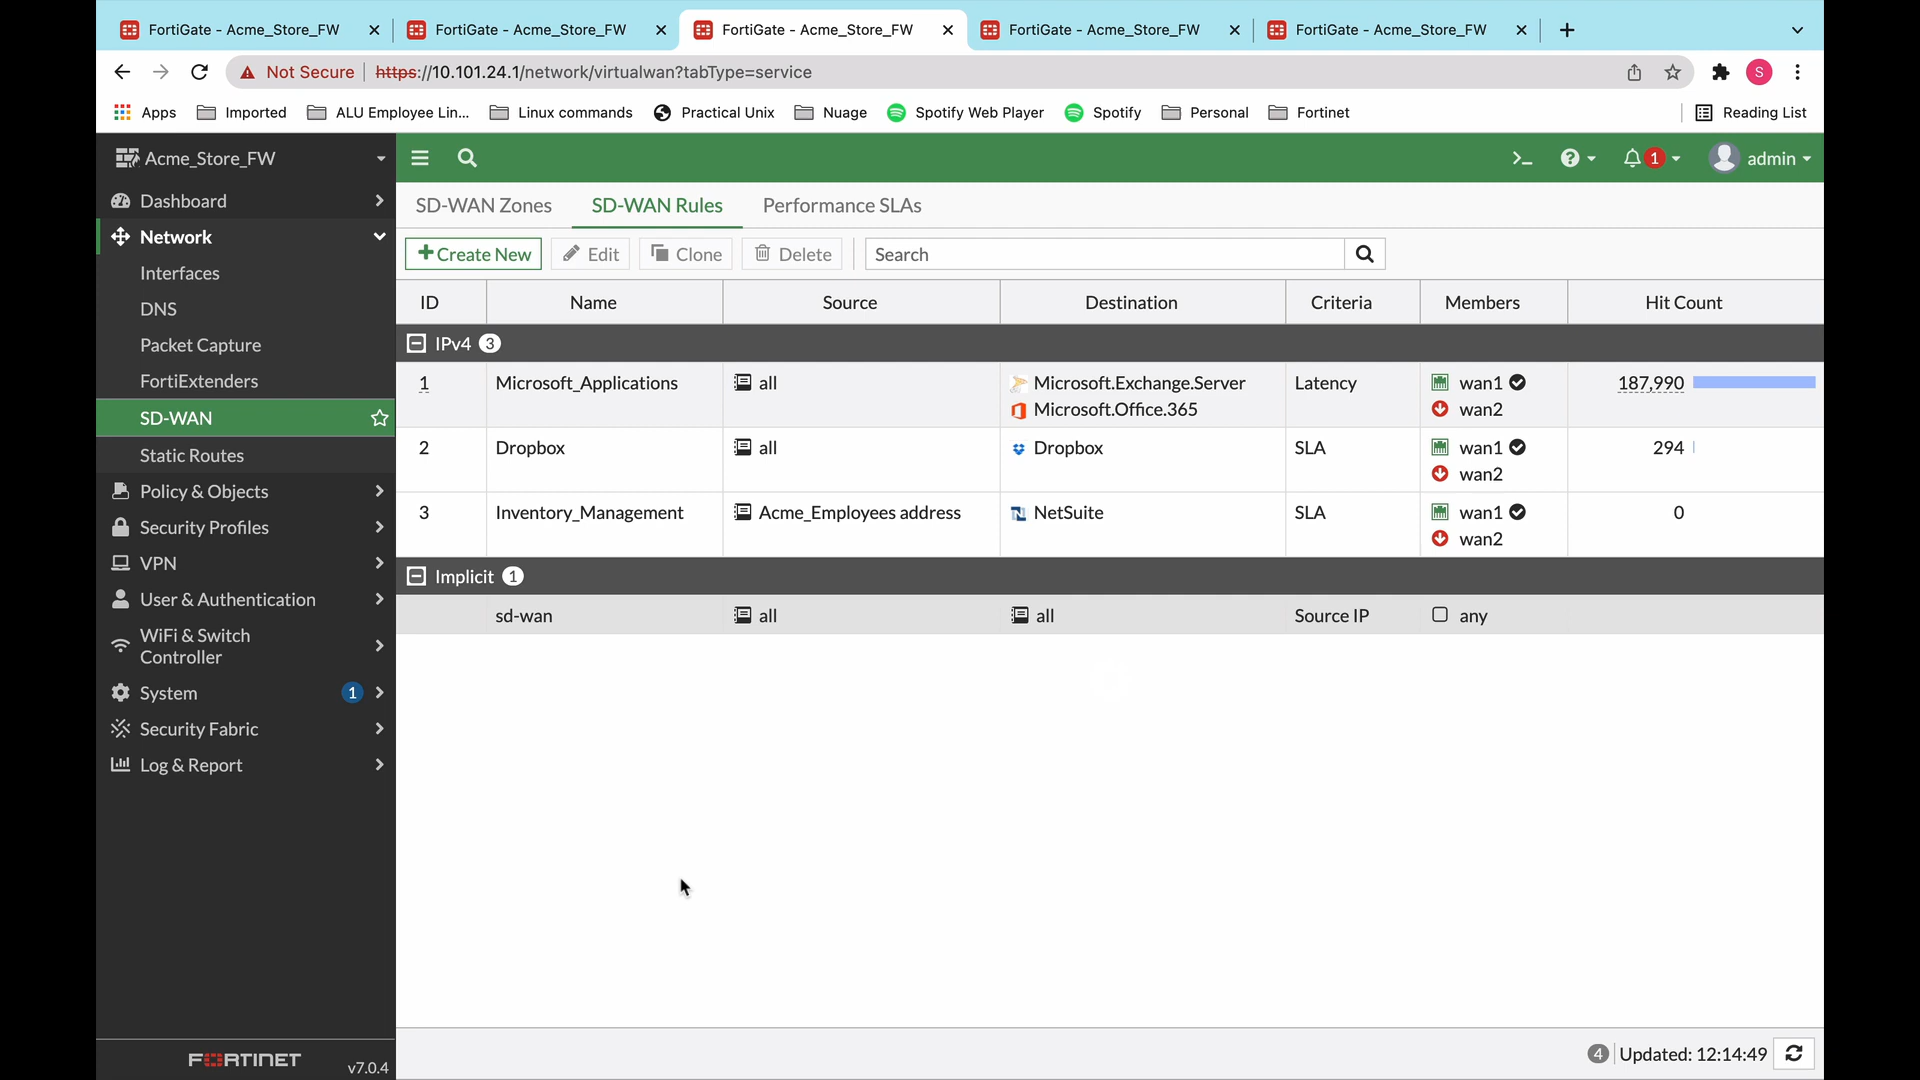 FortiGate - Acme_Store_FW
FortiGate - Acme_Store_FW
FortiGate - Acme_Store_FW
FortiGate - Acme_Store_FW
FortiGate - Acme_Store_FW
Not Secure
https://10.101.24.1/network/virtualwan?tabType=service
S
Apps
Imported
ALU Employee Lin...
Linux commands
Practical Unix
Nuage
Spotify Web Player
Spotify
Personal
Fortinet
Reading List
Acme_Store_FW
1
admin
Dashboard
Network
Interfaces
DNS
Packet Capture
FortiExtenders
SD-WAN
Static Routes
Policy & Objects
Security Profiles
VPN
User & Authentication
WiFi & Switch
Controller
System 1
Security Fabric
Log & Report
FORTINET v7.0.4
SD-WAN Zones SD-WAN Rules Performance SLAs
Create New Edit Clone Delete Search
ID Name Source Destination Criteria Members Hit Count
IPv4 3
1 Microsoft_Applications all Microsoft.Exchange.Server Latency wan1 187,990
Microsoft.Office.365 wan2
2 Dropbox all Dropbox SLA wan1 294
wan2
3 Inventory_Management Acme_Employees address NetSuite SLA wan1 0
wan2
Implicit 1
sd-wan all all Source IP any
4 Updated: 12:14:49